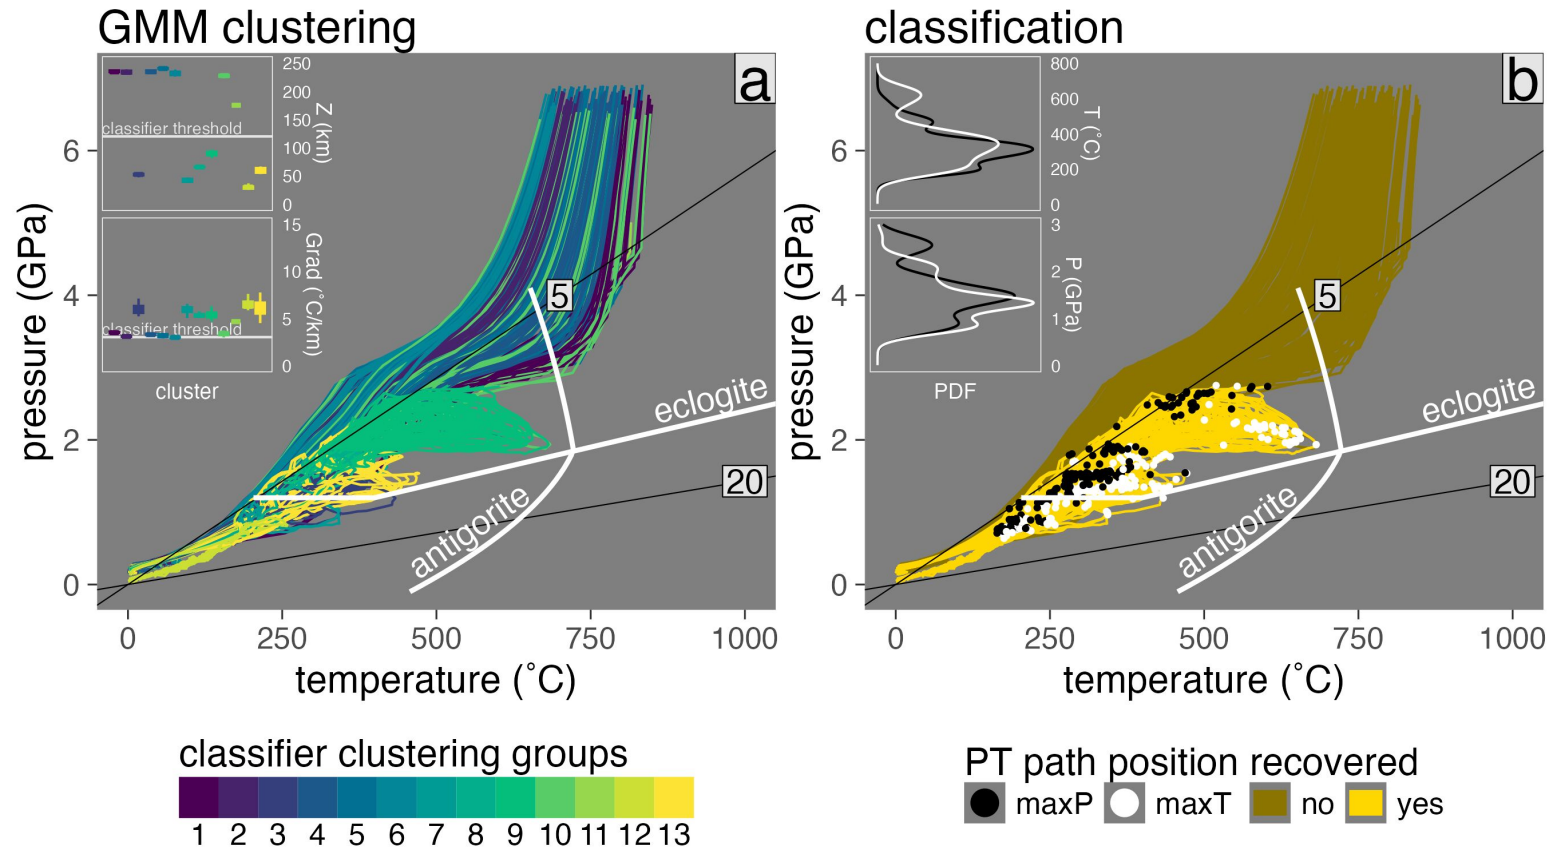 GMM clustering
a
250
200
150
100
50
0
Z (km)
classifier threshold
15
10
5
0
Grad (˚C/km)
classifier threshold
cluster
5
20
eclogite
antigorite
6
4
2
0
pressure (GPa)
0
250
500
750
1000
temperature (˚C)
classifier clustering groups
1 2 3 4 5 6 7 8 9 10 11 12 13
classification
b
800
600
400
200
0
T (˚C)
3
2
1
0
P (GPa)
PDF
5
20
eclogite
antigorite
6
4
2
0
pressure (GPa)
0
250
500
750
1000
temperature (˚C)
PT path position recovered
maxP maxT no yes